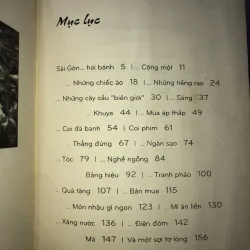 Mục lục
Sài Gòn... hai bánh 5 | ... Cộng một 11
... Những chiếc áo 18 | ... Những tiếng rao 24
.. Những cây cầu "biên giới" 30 | ... Sáng 37
... Khuya 44 | ... Mùa áp thấp 49
.. Coi đá banh 54 | ... Coi phim 61
... Thẳng đứng 67 | ... Ngàn sao 74
.. Tóc 79 | ... Nghề ngỗng 84
Bảng hiệu 92 | ... Tranh pháo 100
.. Quà tặng 107 | ... Bán mua 115
... Món nhậu gì ngon 123 | ... Mì ăn liền 130
.. Xàng nước 136 | ... Điện đóm 142
Má 147 | ... Và một sợi tơ lòng 156